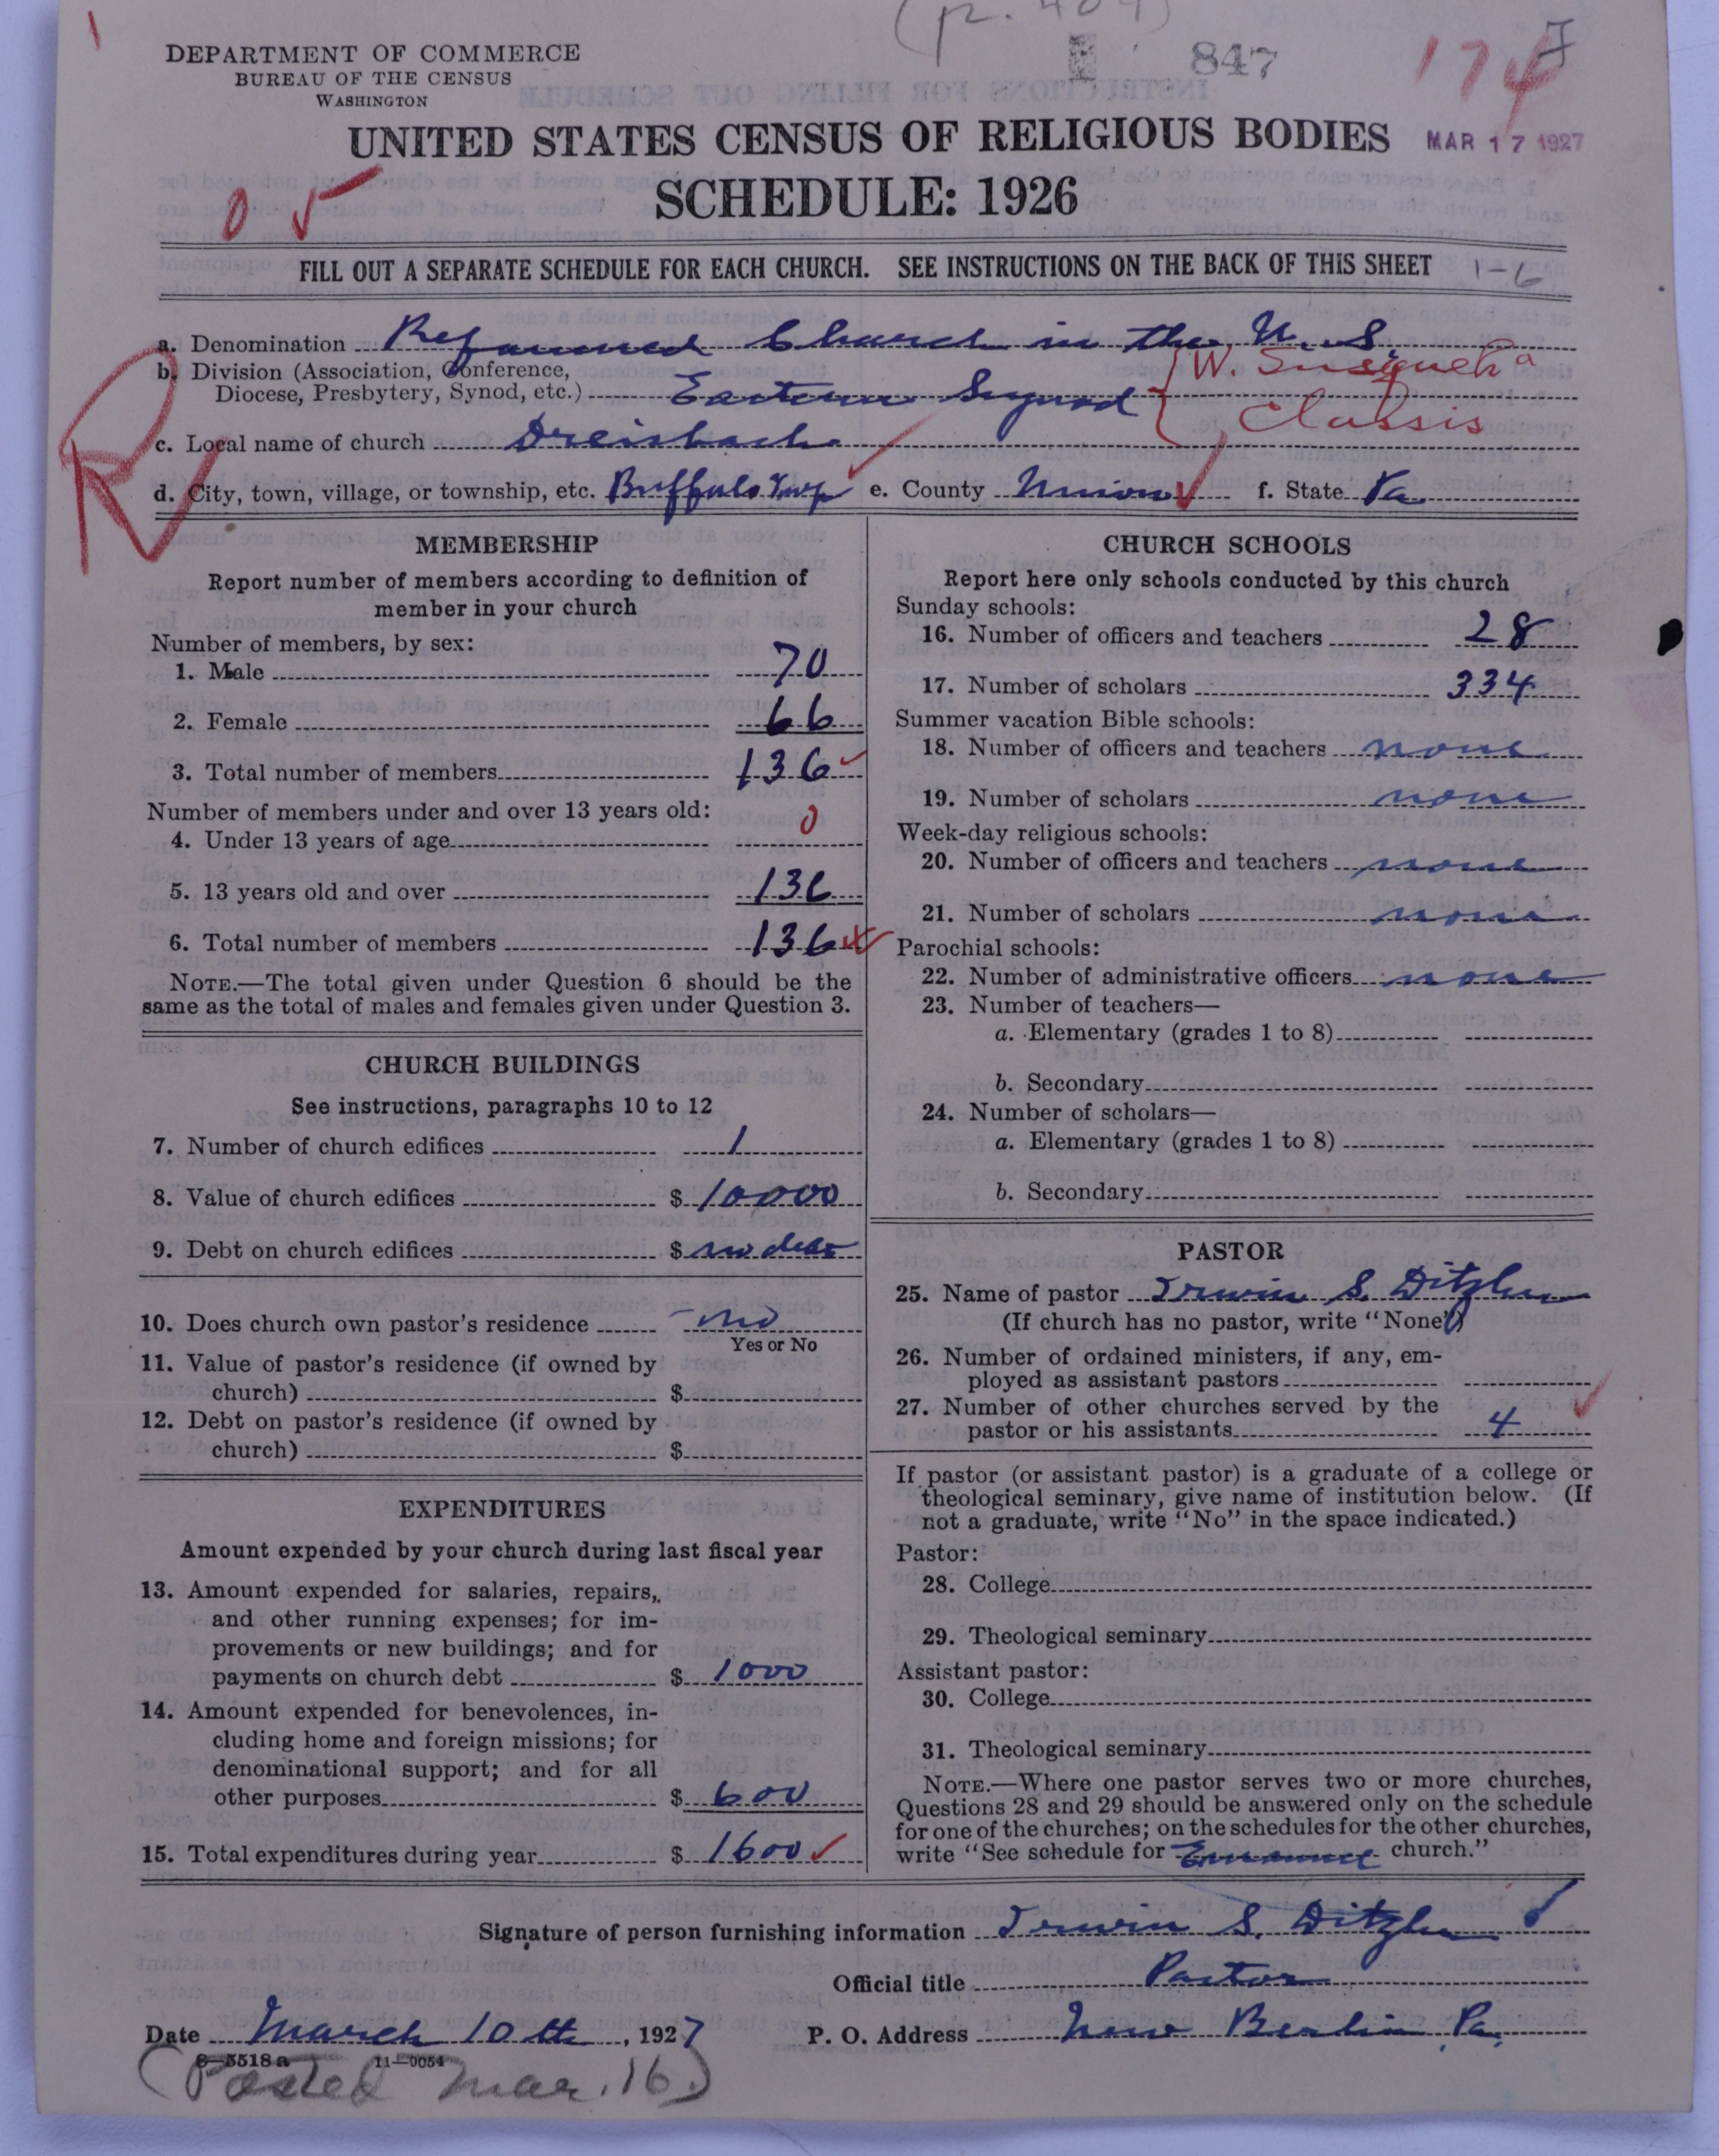 (p. 404)
847
174
DEPARTMENT OF COMMERCE
BUREAU OF THE CENSUS
WASHINGTON
UNITED STATES CENSUS OF RELIGIOUS BODIES
MAR 17 1927
SCHEDULE: 1926
05
FILL OUT A SEPARATE SCHEDULE FOR EACH CHURCH. SEE INSTRUCTIONS ON THE BACK OF THIS SHEET 1-6
a. Denomination Reformed Church in the U. S.
b. Division (Association, Conference,
Diocese, Presbytery, Synod, etc.) Eastern Synod { W. Susqueh a
Classis
c. Local name of church Dreisbach
R
d. City, town, village, or township, etc. Buffalo Twp e. County Union f. State Pa
MEMBERSHIP
Report number of members according to definition of
member in your church
Number of members, by sex:
1. Male 70
2. Female 66
3. Total number of members 136
Number of members under and over 13 years old:
4. Under 13 years of age 0
5. 13 years old and over 136
6. Total number of members 136
NOTE.—The total given under Question 6 should be the
same as the total of males and females given under Question 3.
CHURCH BUILDINGS
See instructions, paragraphs 10 to 12
7. Number of church edifices 1
8. Value of church edifices $ 10000
9. Debt on church edifices $ no debt
10. Does church own pastor's residence no
Yes or No
11. Value of pastor's residence (if owned by
church) $
12. Debt on pastor's residence (if owned by
church) $
EXPENDITURES
Amount expended by your church during last fiscal year
13. Amount expended for salaries, repairs,
and other running expenses; for im-
provements or new buildings; and for
payments on church debt $ 1000
14. Amount expended for benevolences, in-
cluding home and foreign missions; for
denominational support; and for all
other purposes $ 600
15. Total expenditures during year $ 1600
CHURCH SCHOOLS
Report here only schools conducted by this church
Sunday schools:
16. Number of officers and teachers 28
17. Number of scholars 334
Summer vacation Bible schools:
18. Number of officers and teachers none
19. Number of scholars none
Week-day religious schools:
20. Number of officers and teachers none
21. Number of scholars none
Parochial schools:
22. Number of administrative officers none
23. Number of teachers—
a. Elementary (grades 1 to 8)
b. Secondary
24. Number of scholars—
a. Elementary (grades 1 to 8)
b. Secondary
PASTOR
25. Name of pastor Irwin S. Ditzler
(If church has no pastor, write "None")
26. Number of ordained ministers, if any, em-
ployed as assistant pastors
27. Number of other churches served by the
pastor or his assistants 4
If pastor (or assistant pastor) is a graduate of a college or
theological seminary, give name of institution below. (If
not a graduate, write "No" in the space indicated.)
Pastor:
28. College
29. Theological seminary
Assistant pastor:
30. College
31. Theological seminary
NOTE.—Where one pastor serves two or more churches,
Questions 28 and 29 should be answered only on the schedule
for one of the churches; on the schedules for the other churches,
write "See schedule for Emmanuel church."
Signature of person furnishing information Irwin S. Ditzler
Official title Pastor
Date March 10th, 1927 P. O. Address New Berlin Pa.
8—5518a 11—9054
(Posted Mar. 16)